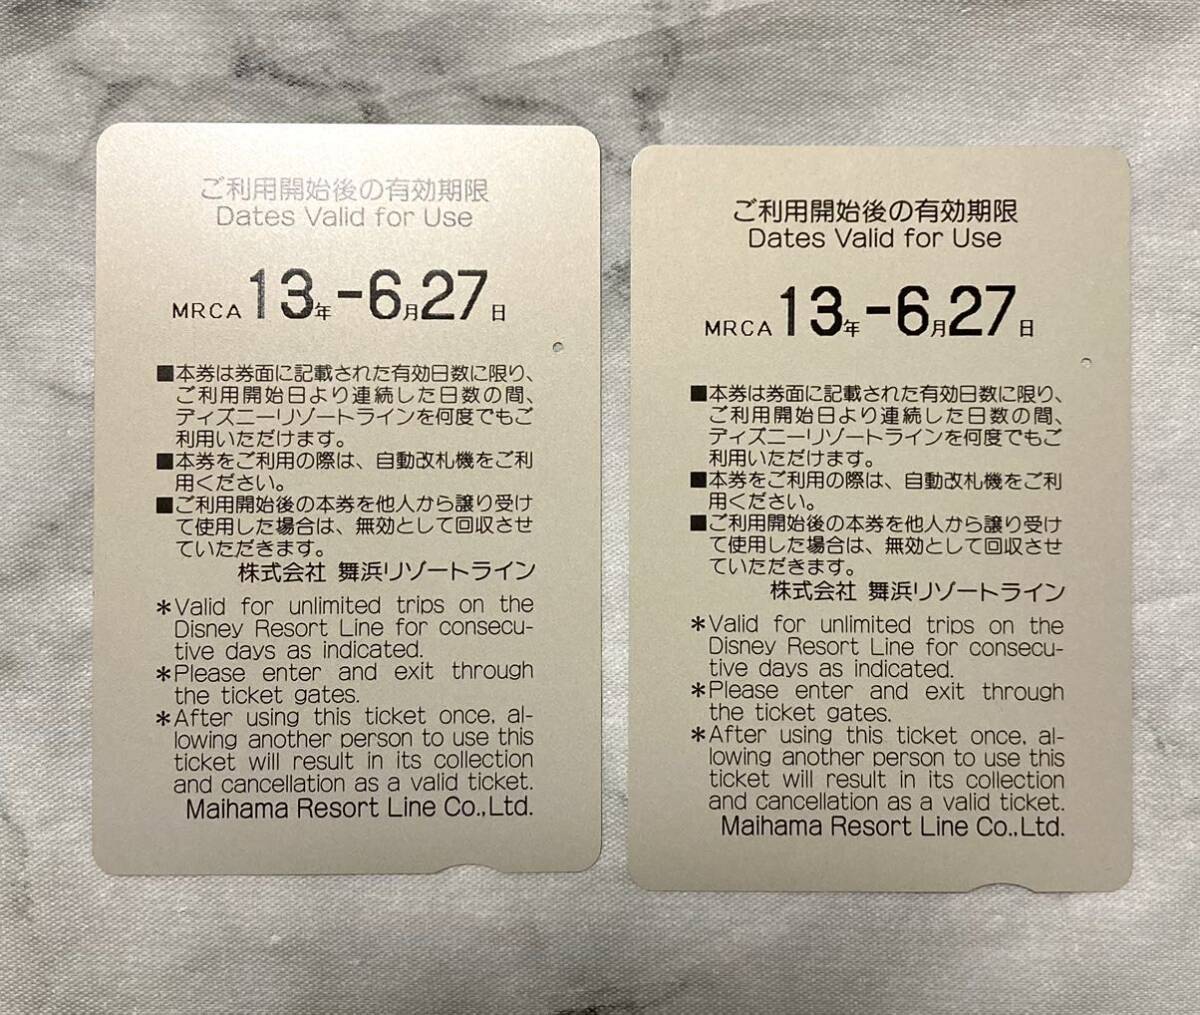 ご利用開始後の有効期限
Dates Valid for Use
MRCA 13年-6月27日
■本券は券面に記載された有効日数に限り、
ご利用開始日より連続した日数の間、
ディズニーリゾートラインを何度でもご
利用いただけます。
■本券をご利用の際は、自動改札機をご利
用ください。
■ご利用開始後の本券を他人から譲り受け
て使用した場合は、無効として回収させ
ていただきます。
株式会社 舞浜リゾートライン
*Valid for unlimited trips on the
Disney Resort Line for consecu-
tive days as indicated.
*Please enter and exit through
the ticket gates.
*After using this ticket once, al-
lowing another person to use this
ticket will result in its collection
and cancellation as a valid ticket.
Maihama Resort Line Co.,Ltd.
ご利用開始後の有効期限
Dates Valid for Use
MRCA 13年-6月27日
■本券は券面に記載された有効日数に限り、
ご利用開始日より連続した日数の間、
ディズニーリゾートラインを何度でもご
利用いただけます。
■本券をご利用の際は、自動改札機をご利
用ください。
■ご利用開始後の本券を他人から譲り受け
て使用した場合は、無効として回収させ
ていただきます。
株式会社 舞浜リゾートライン
*Valid for unlimited trips on the
Disney Resort Line for consecu-
tive days as indicated.
*Please enter and exit through
the ticket gates.
*After using this ticket once, al-
lowing another person to use this
ticket will result in its collection
and cancellation as a valid ticket.
Maihama Resort Line Co.,Ltd.